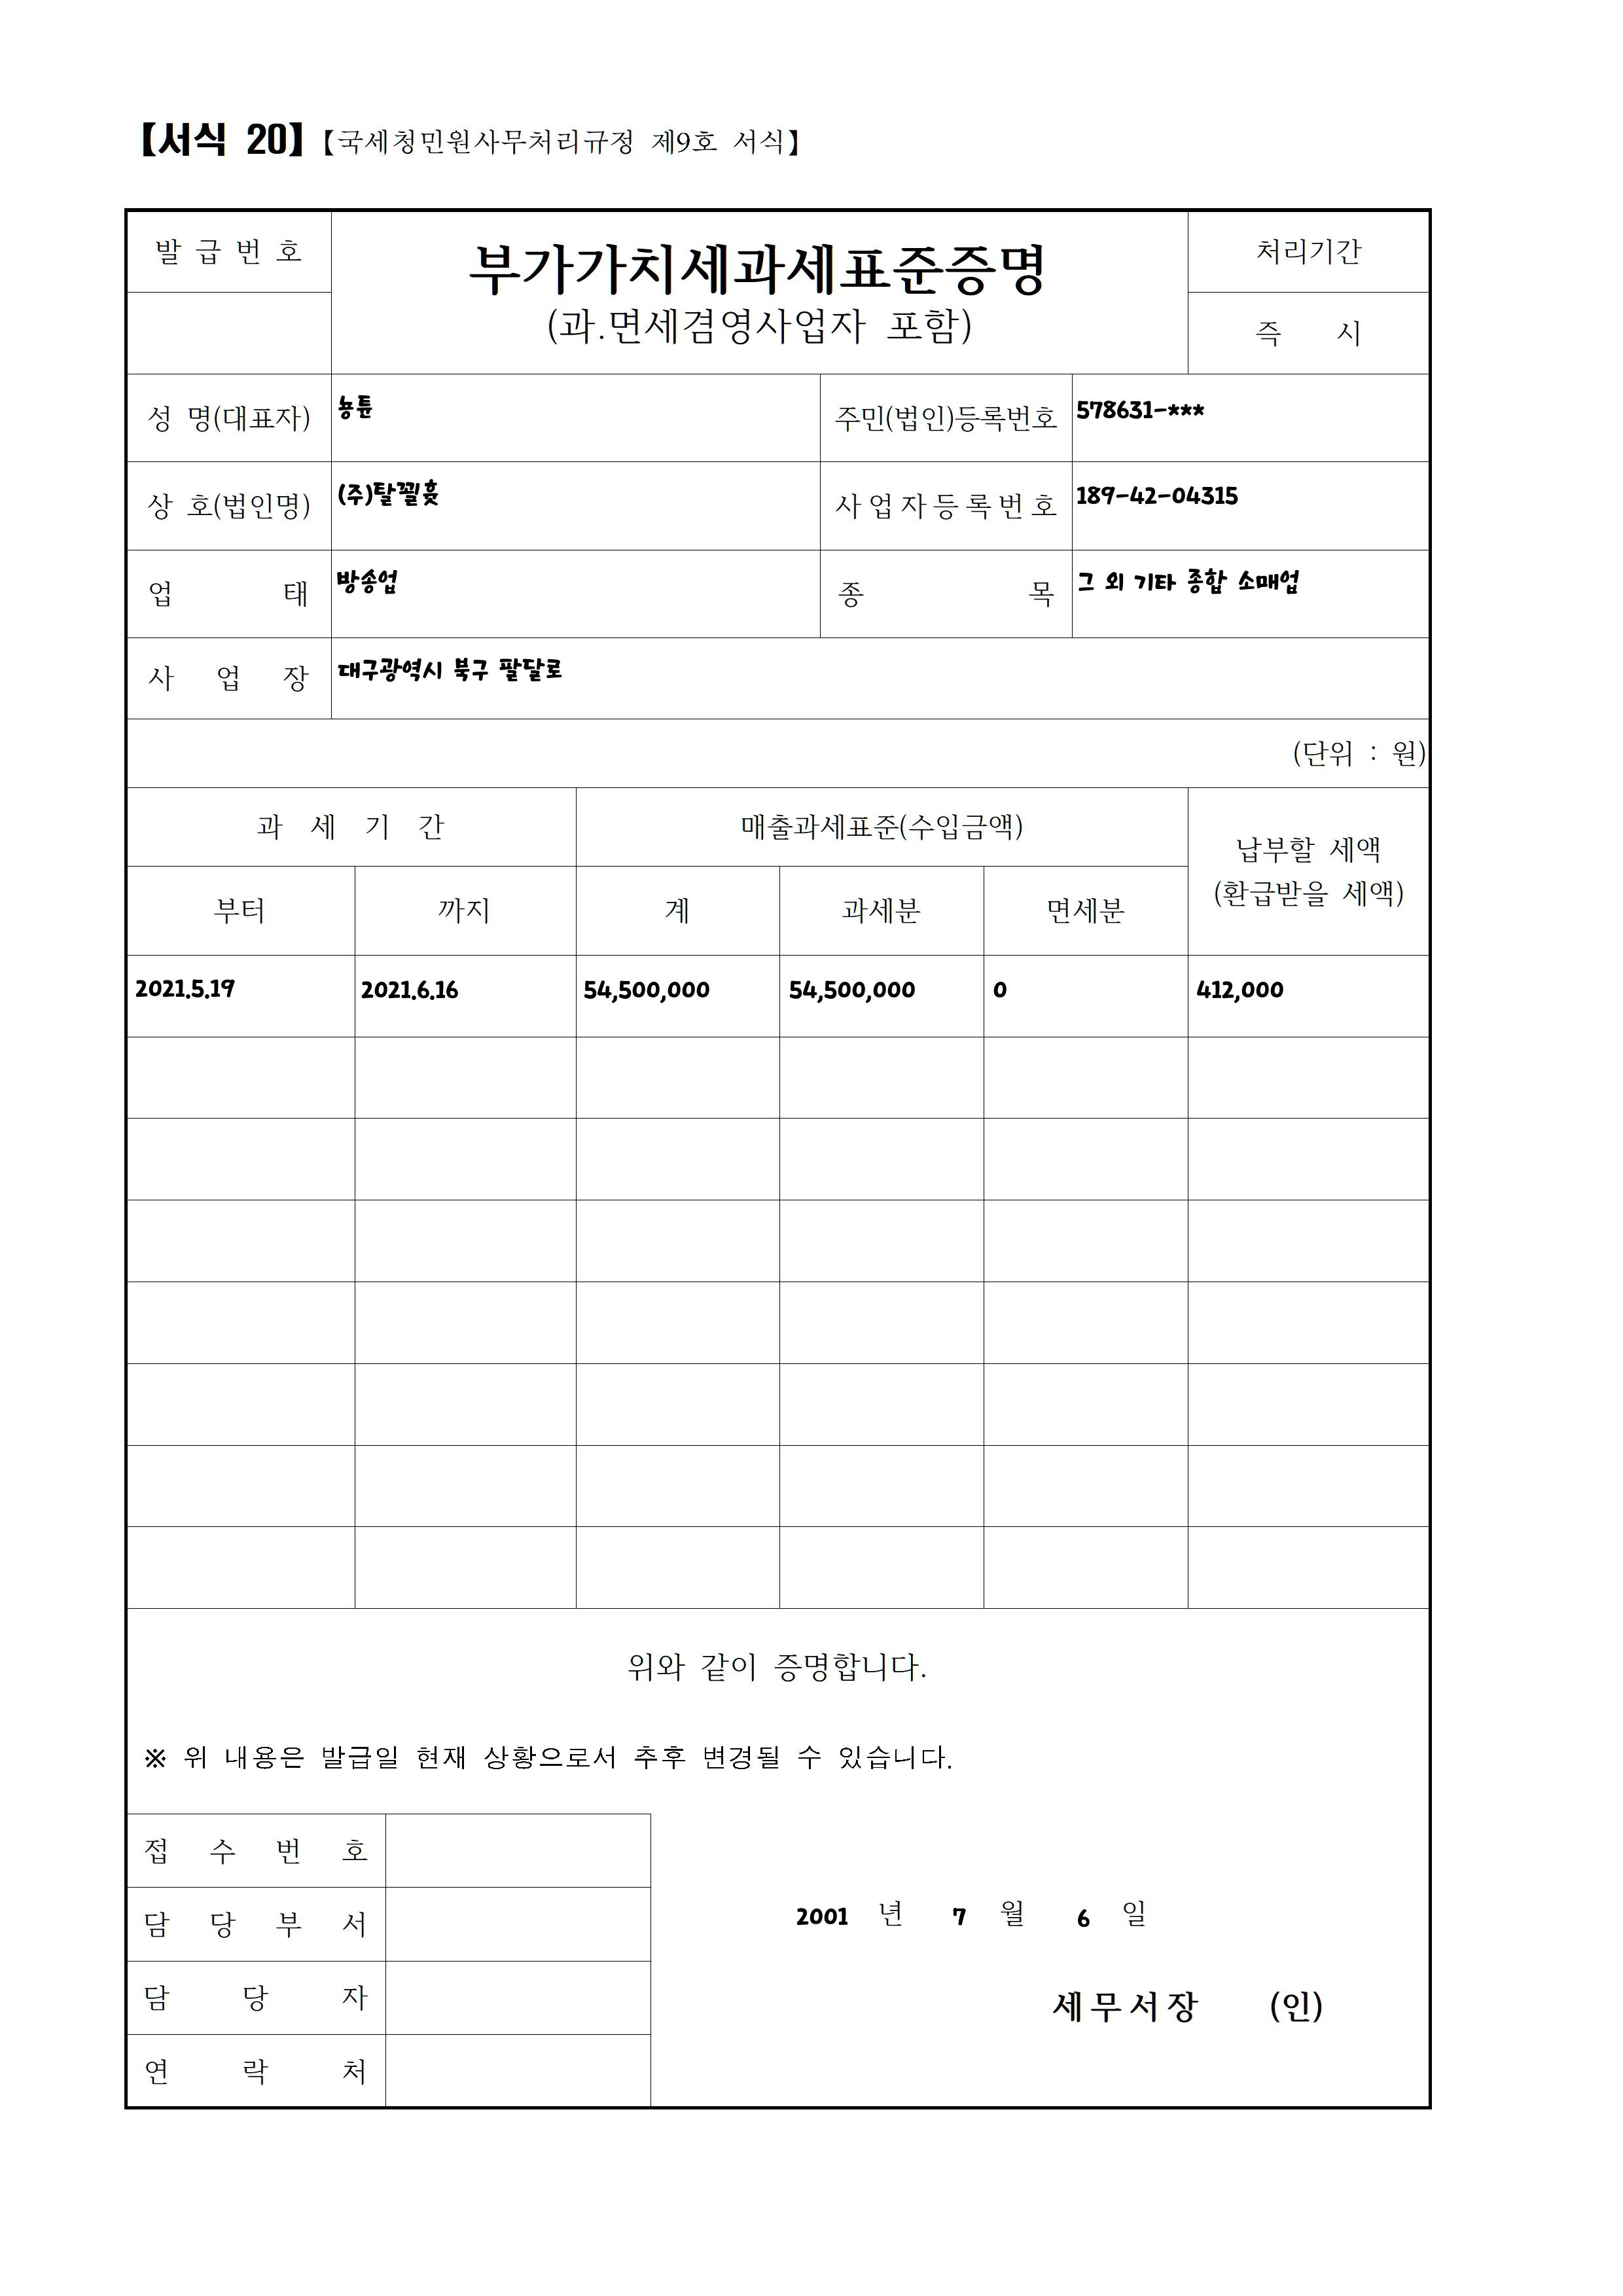 【서식 20】【국세청민원사무처리규정 제9호 서식】
발 급 번 호
부가가치세과세표준증명
(과.면세겸영사업자 포함)
처리기간
즉 시
성 명(대표자)
주민(법인)등록번호 578631-***
상 호(법인명) (주)탈꿸훗
사 업 자 등 록 번 호 189-42-04315
업 태 방송업
종 목 그 외 기타 종합 소매업
사 업 장 대구광역시 북구 팔달로
(단위 : 원)
과 세 기 간 매출과세표준(수입금액) 납부할 세액
(환급받을 세액)
부터 까지 계 과세분 면세분
2021.5.19 2021.6.16 54,500,000 54,500,000 0 412,000
위와 같이 증명합니다.
※ 위 내용은 발급일 현재 상황으로서 추후 변경될 수 있습니다.
접 수 번 호
담 당 부 서
담 당 자
연 락 처
2001 년 7 월 6 일
세무서장 (인)